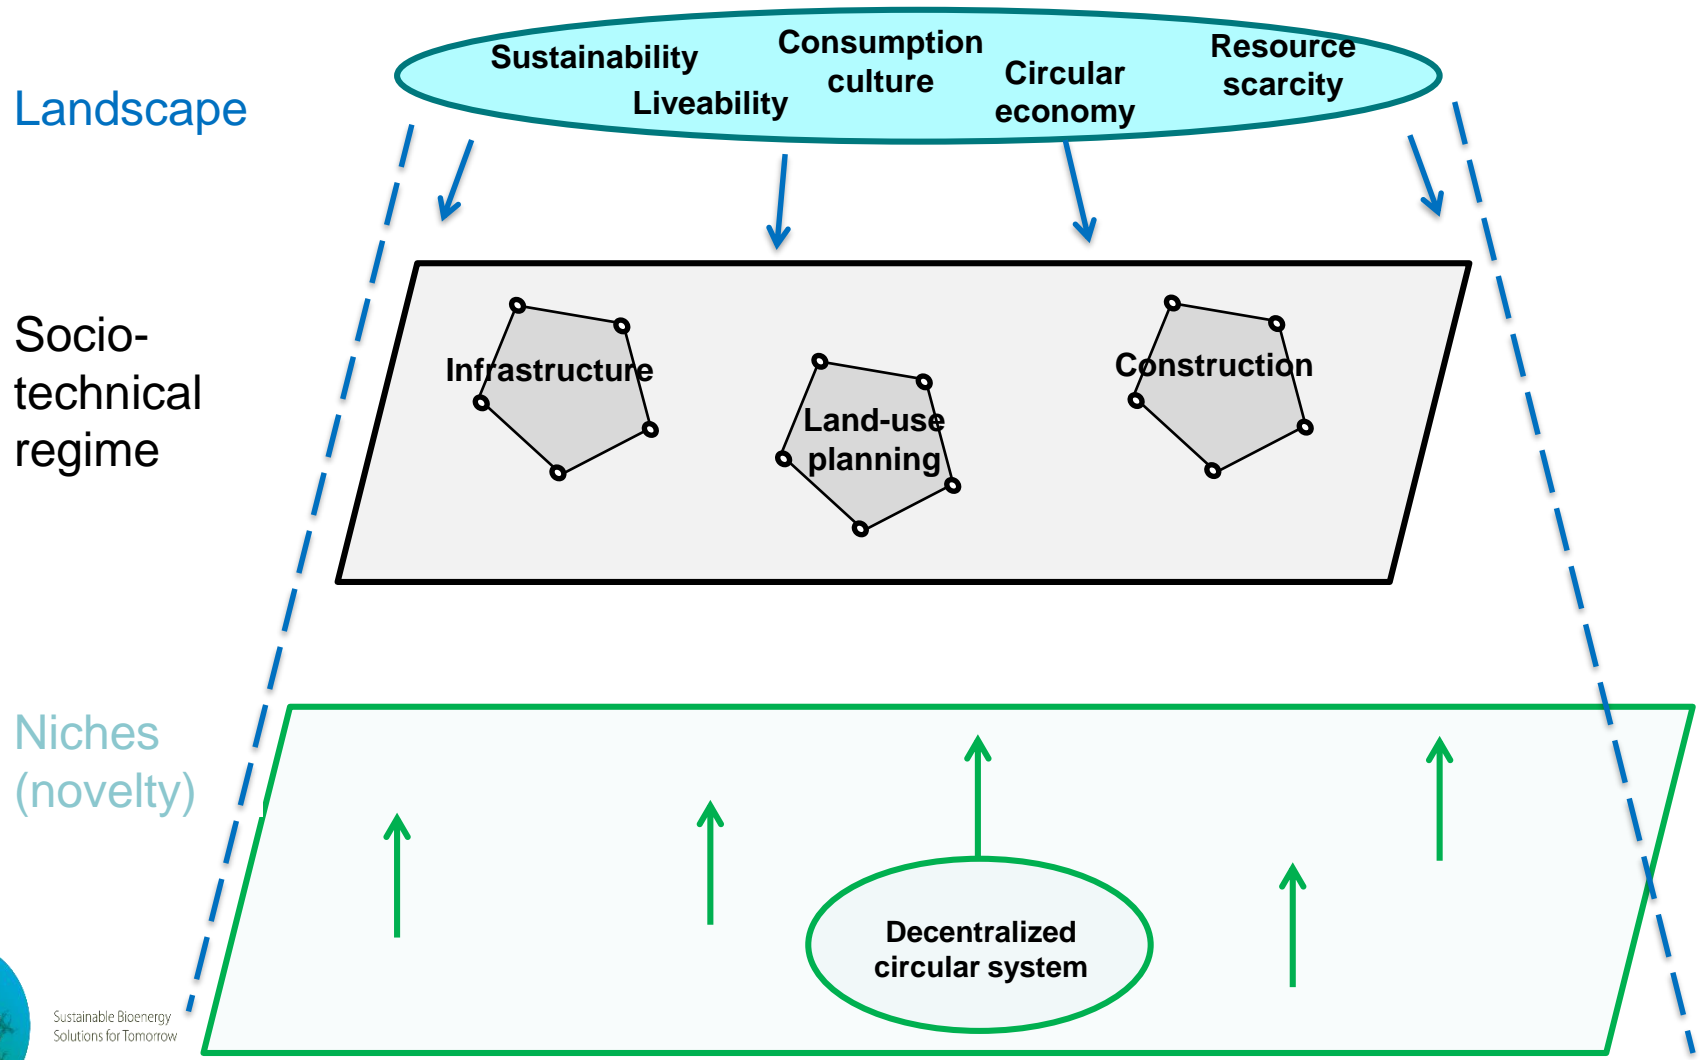 Landscape
Sustainability
Liveability
Consumption
culture
Circular
economy
Resource
scarcity
Socio-
technical
regime
Infrastructure
Land-use
planning
Construction
Niches
(novelty)
Decentralized
circular system
Sustainable Bioenergy
Solutions for Tomorrow